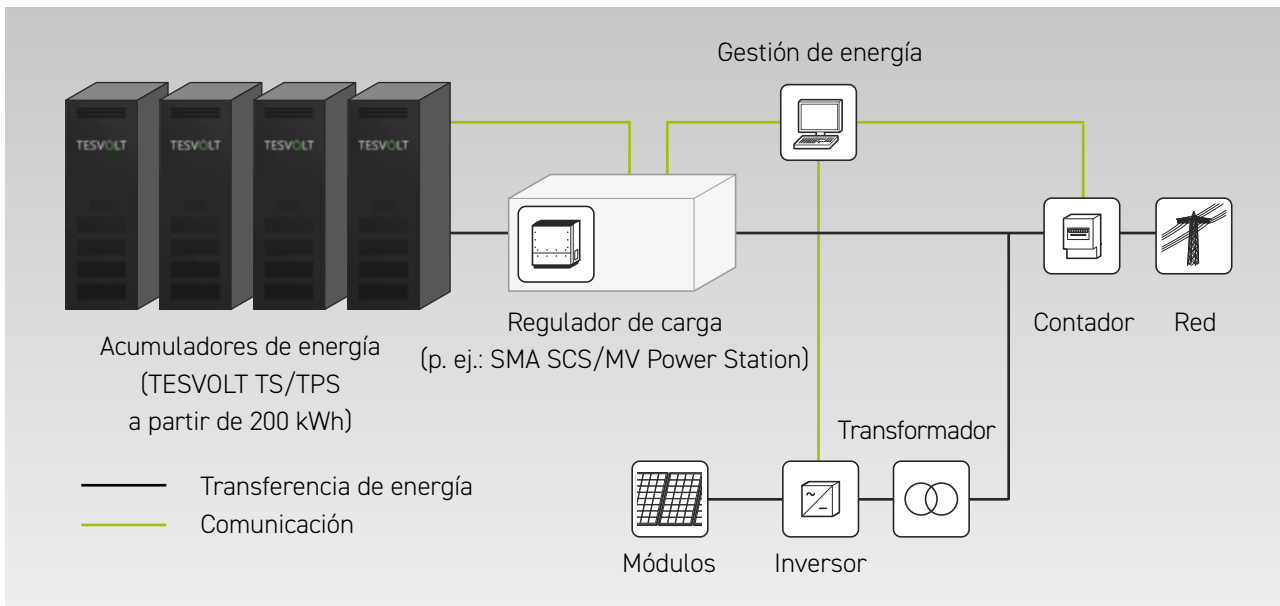 Gestión de energía
TESVOLT
TESVOLT
TESVOLT
TESVOLT
Acumuladores de energía
(TESVOLT TS/TPS
a partir de 200 kWh)
Regulador de carga
(p. ej.: SMA SCS/MV Power Station)
Contador
Red
Transformador
Transferencia de energía
Comunicación
Módulos
Inversor